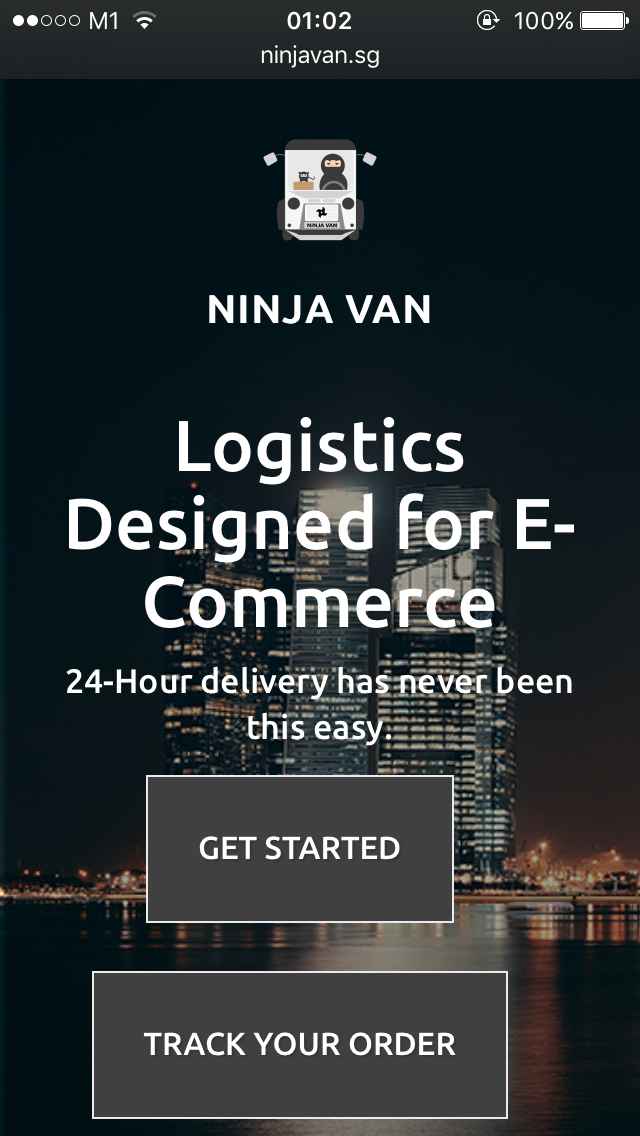 M1 01:02 100%
ninjavan.sg
NINJA VAN
NINJA VAN
Logistics
Designed for E-
Commerce
24-Hour delivery has never been
this easy.
GET STARTED
TRACK YOUR ORDER